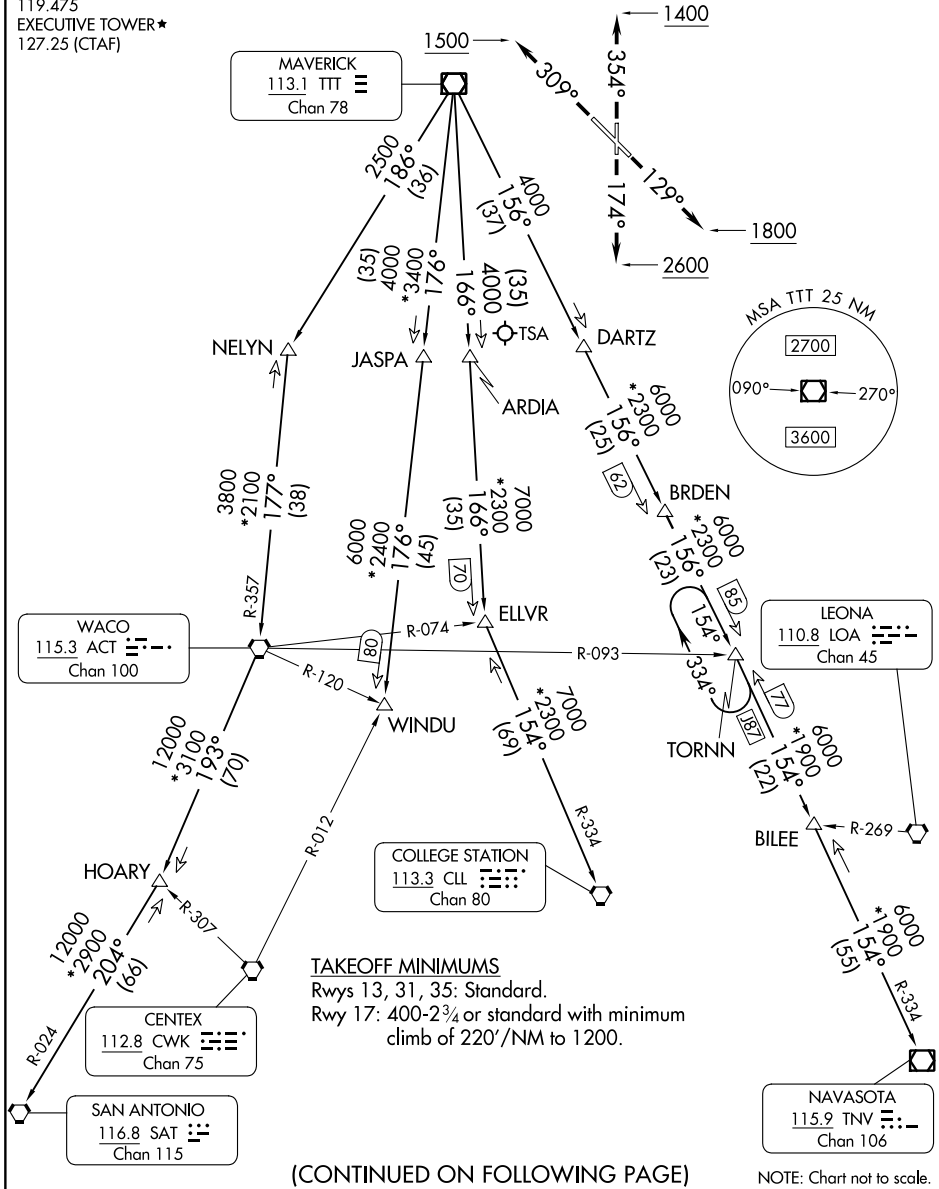 119.475
EXECUTIVE TOWER★
127.25 (CTAF)
MAVERICK
113.1 TTT
Chan 78
1500
1400
309°
354°
129°
174°
1800
2600
2500
186°
(36)
(35)
4000
*3400
176°
(35)
4000
166°
4000
156°
(37)
TSA
NELYN
JASPA
ARDIA
DARTZ
MSA TTT 25 NM
2700
090°
270°
3600
3800
*2100
177°
(38)
6000
*2400
176°
(45)
7000
*2300
166°
(35)
6000
*2300
156°
(25)
62
BRDEN
6000
*2300
156°
(23)
70
85
80
R-357
WACO
115.3 ACT
Chan 100
R-074
ELLVR
R-093
R-120
WINDU
154°
334°
J87
77
TORNN
LEONA
110.8 LOA
Chan 45
12000
*3100
193°
(70)
7000
*2300
154°
(69)
6000
*1900
154°
(22)
R-012
R-334
BILEE
R-269
HOARY
R-307
COLLEGE STATION
113.3 CLL
Chan 80
12000
*2900
204°
(66)
R-024
6000
*1900
154°
(55)
R-334
CENTEX
112.8 CWK
Chan 75
TAKEOFF MINIMUMS
Rwys 13, 31, 35: Standard.
Rwy 17: 400-2¾ or standard with minimum
climb of 220'/NM to 1200.
SAN ANTONIO
116.8 SAT
Chan 115
NAVASOTA
115.9 TNV
Chan 106
(CONTINUED ON FOLLOWING PAGE)
NOTE: Chart not to scale.